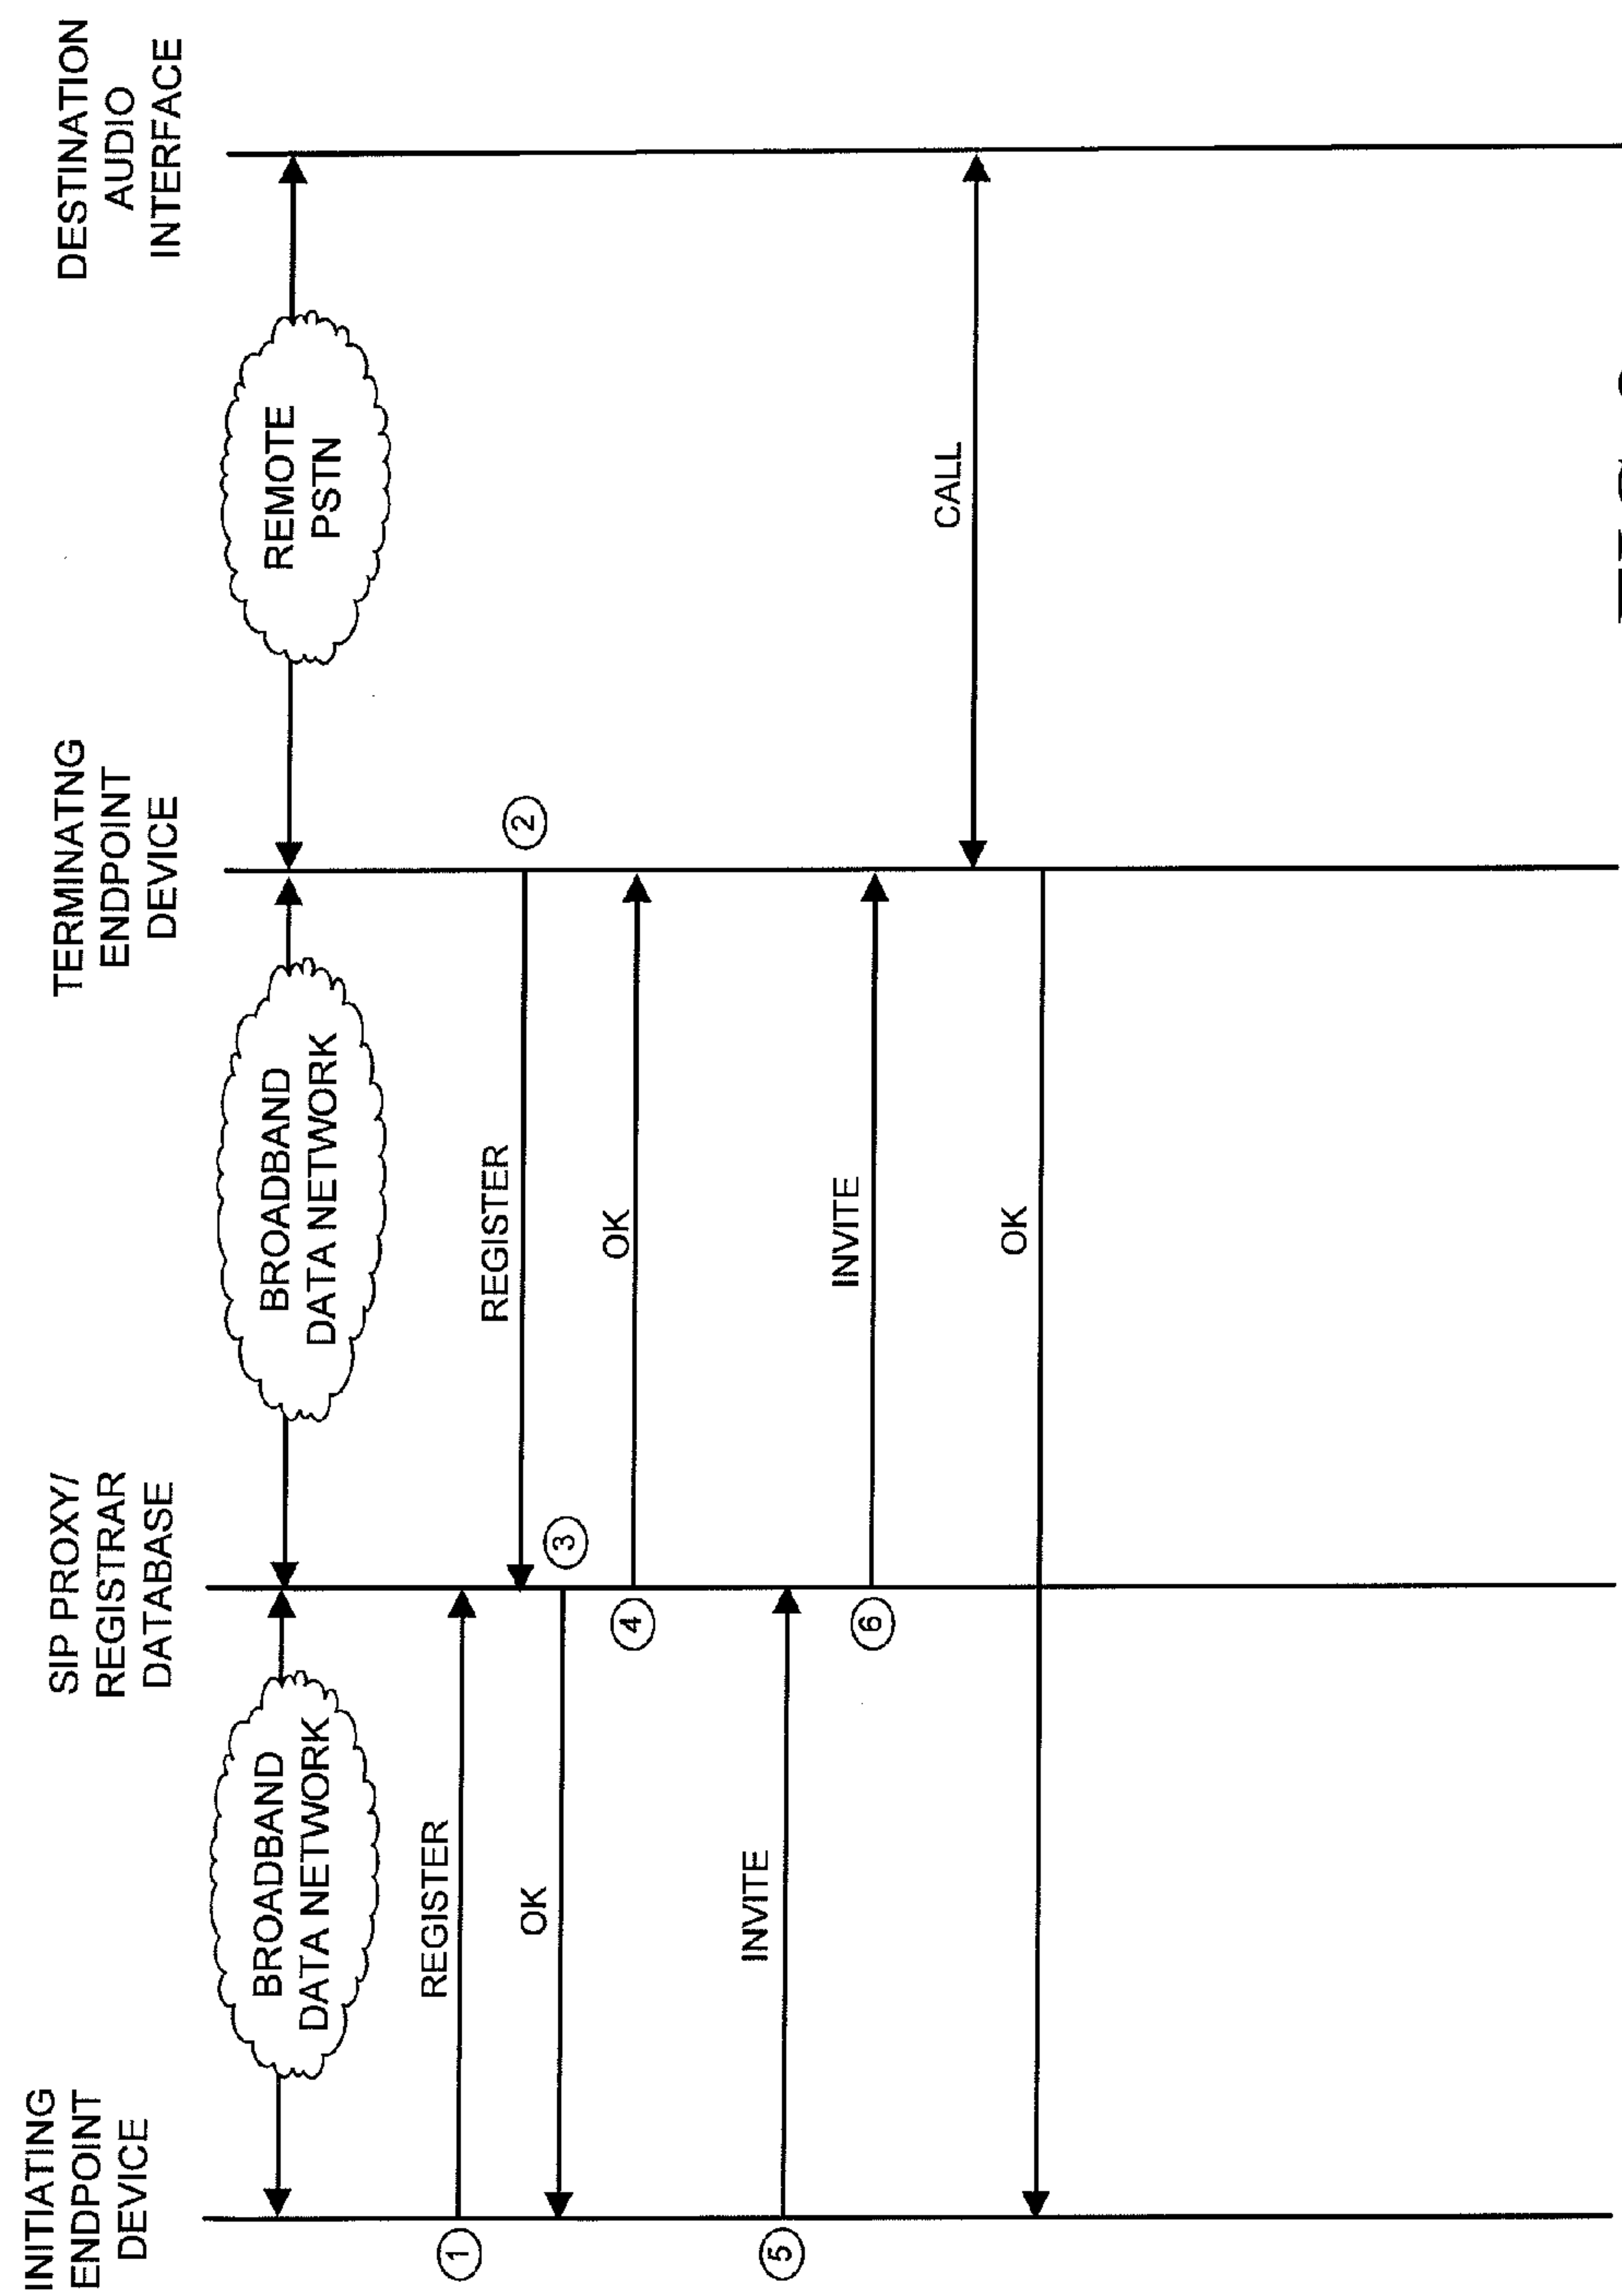 INITIATING
ENDPOINT
DEVICE
SIP PROXY/
REGISTRAR
DATABASE
TERMINATNG
ENDPOINT
DEVICE
DESTINATION
AUDIO
INTERFACE
BROADBAND
DATA NETWORK
BROADBAND
DATA NETWORK
REMOTE
PSTN
1
REGISTER
REGISTER
2
OK
3
4
OK
5
INVITE
6
INVITE
CALL
OK